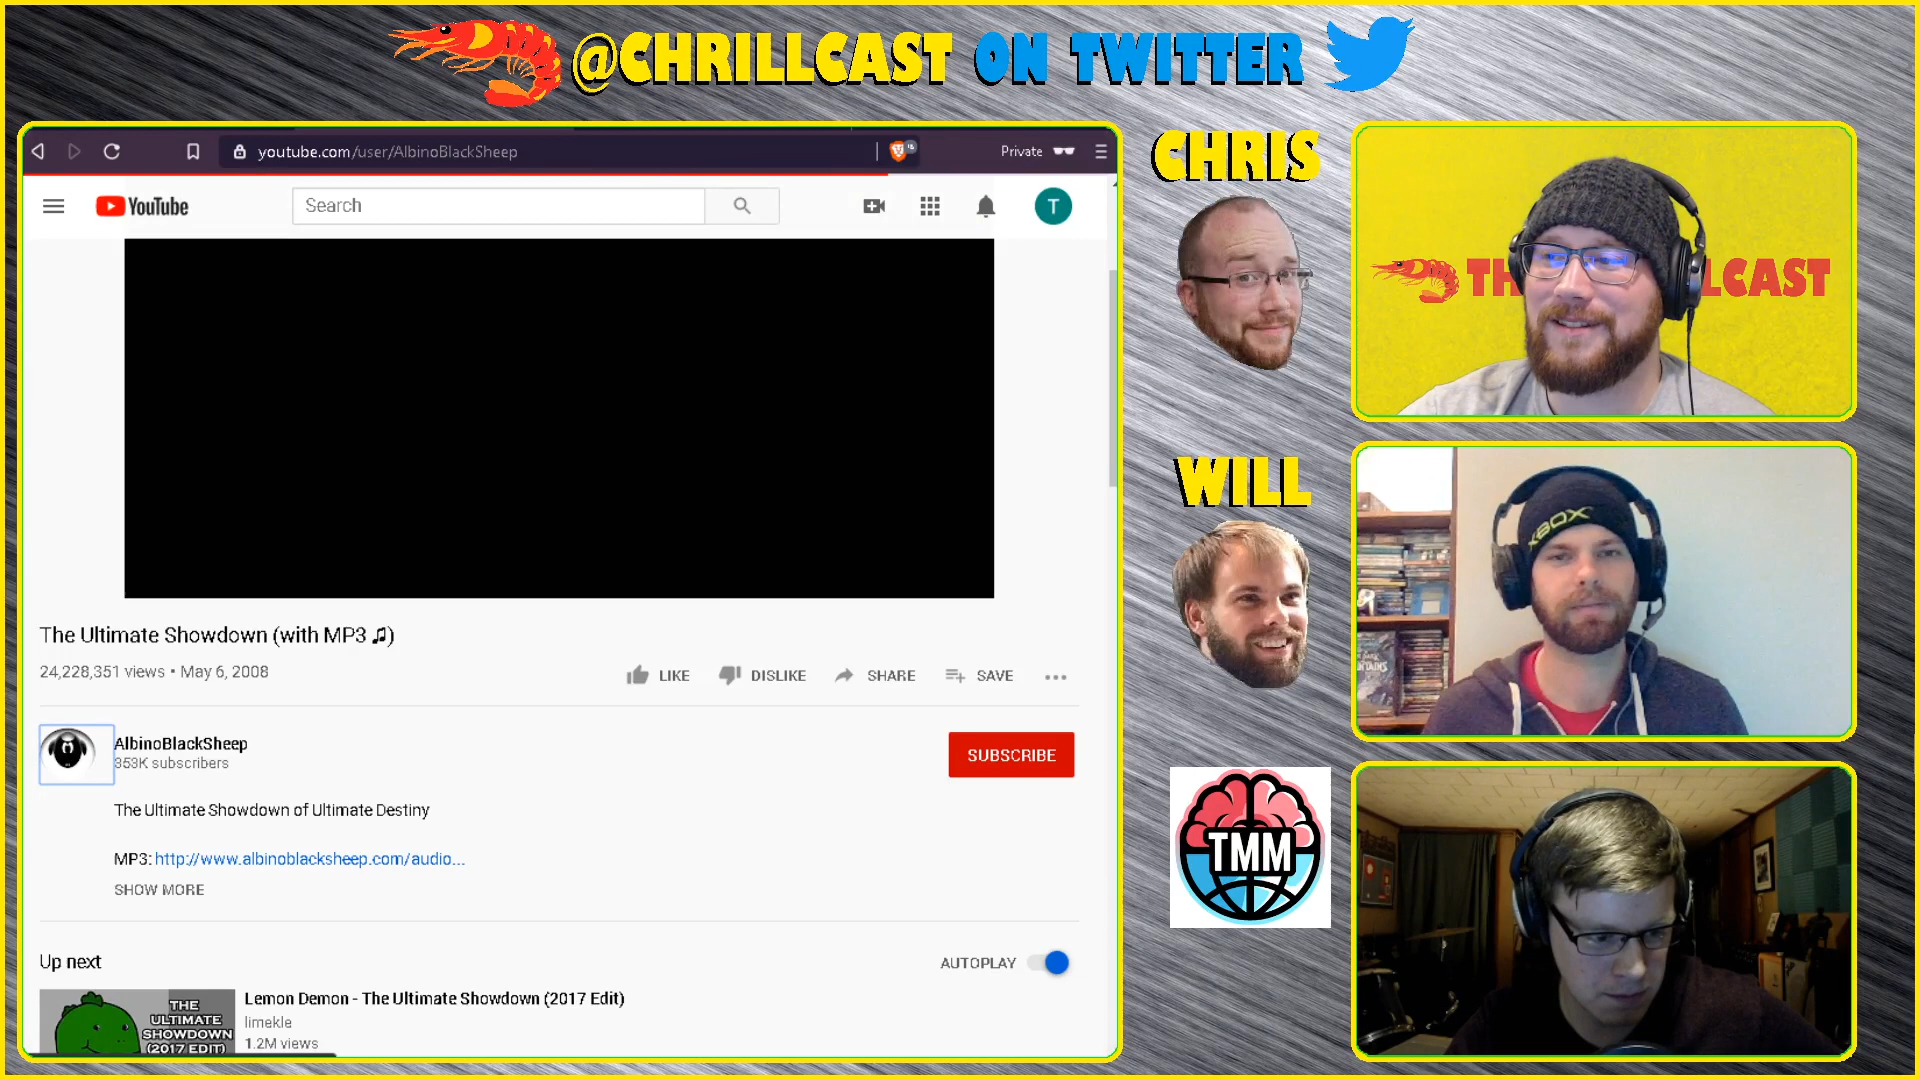 @CHRILLCAST ON TWITTER
youtube.com/user/AlbinoBlackSheep
Private
YouTube
Search
T
The Ultimate Showdown (with MP3 ♫)
24,228,351 views • May 6, 2008
LIKE
DISLIKE
SHARE
SAVE
AlbinoBlackSheep
353K subscribers
SUBSCRIBE
The Ultimate Showdown of Ultimate Destiny
MP3: http://www.albinoblacksheep.com/audio...
SHOW MORE
Up next
AUTOPLAY
THE
ULTIMATE
SHOWDOWN
(2017 EDIT)
Lemon Demon - The Ultimate Showdown (2017 Edit)
limekle
1.2M views
CHRIS
TH LLCAST
WILL
XBOX
TMM